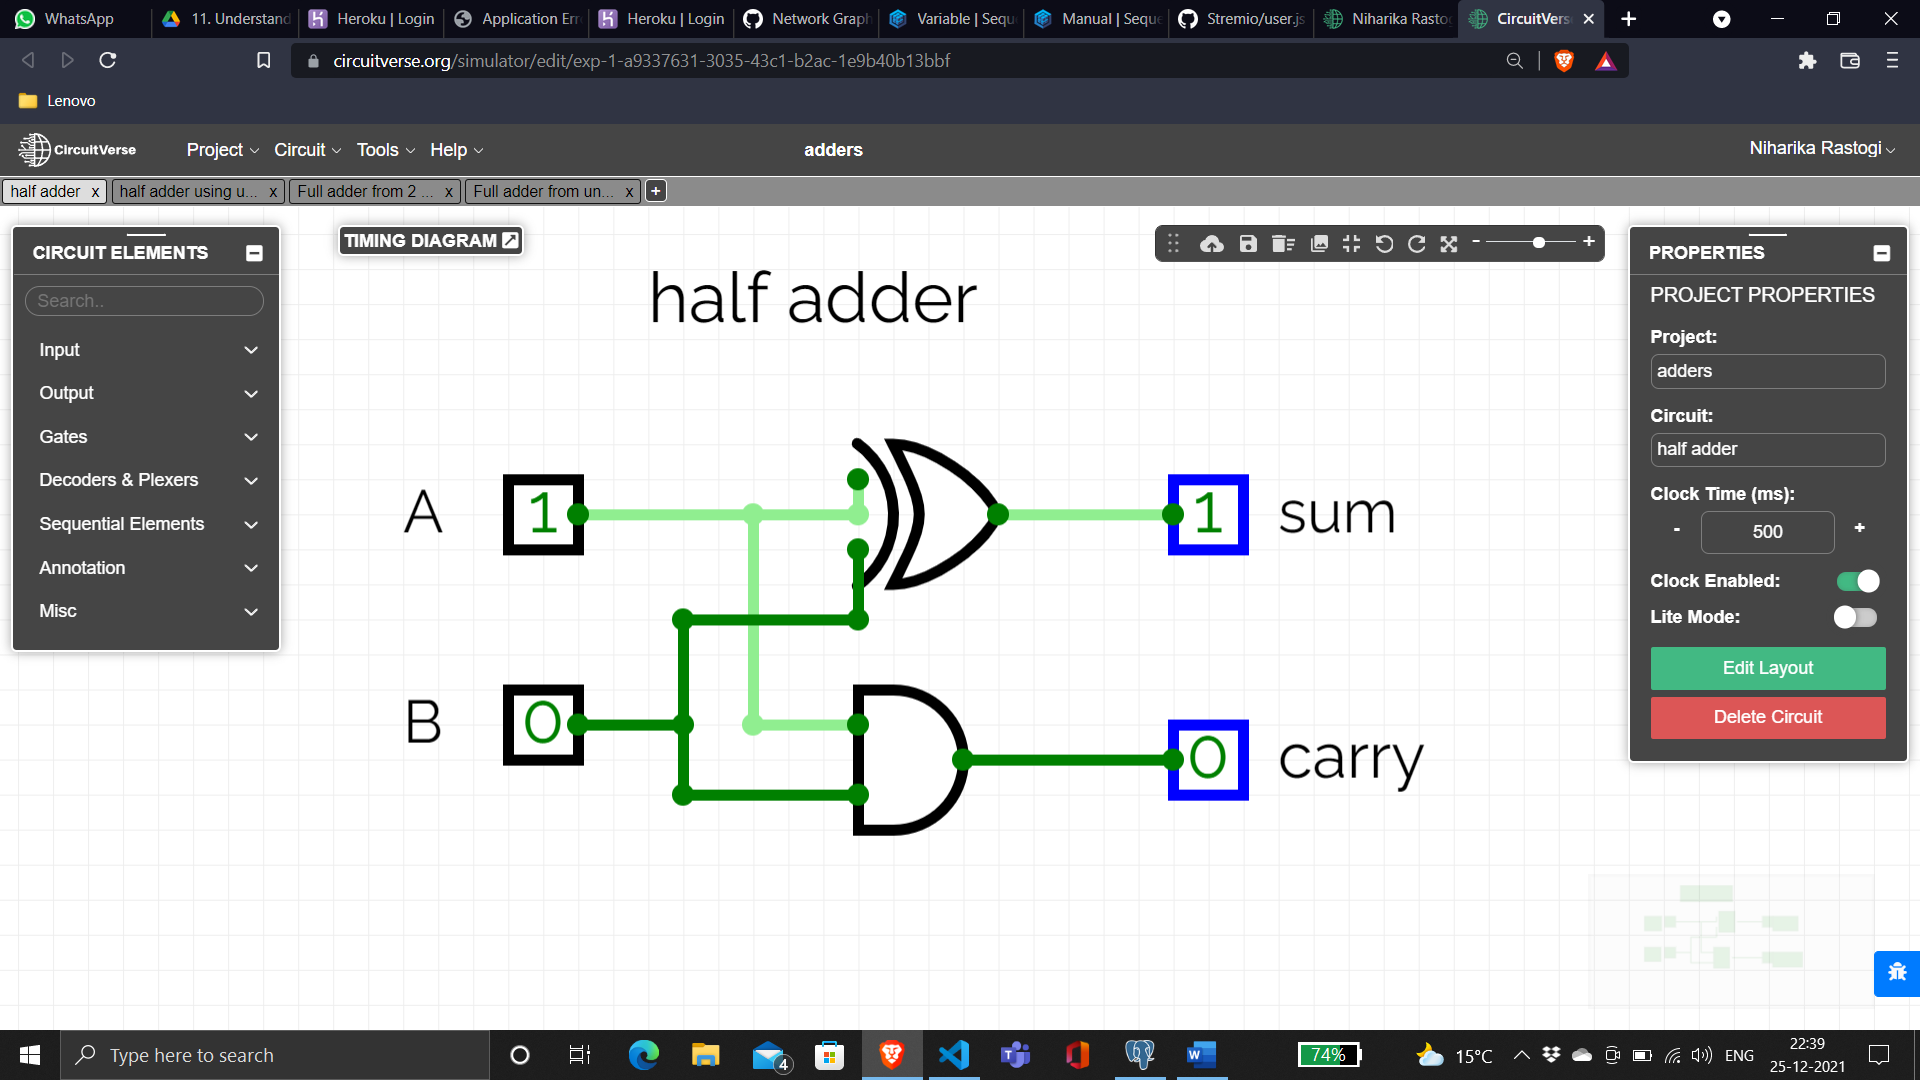 WhatsApp
11. Understand
Heroku | Login
Application Err
Heroku | Login
Network Graph
Variable | Sequ
Manual | Seque
Stremio/user.js
Niharika Rasto
CircuitVers
circuitverse.org/simulator/edit/exp-1-a9337631-3035-43c1-b2ac-1e9b40b13bbf
Lenovo
CircuitVerse
Project
Circuit
Tools
Help
adders
Niharika Rastogi
half adder x
half adder using u... x
Full adder from 2 ... x
Full adder from un... x
+
CIRCUIT ELEMENTS
Search..
Input
Output
Gates
Decoders & Plexers
Sequential Elements
Annotation
Misc
TIMING DIAGRAM
half adder
A
1
1
sum
B
0
0
carry
PROPERTIES
PROJECT PROPERTIES
Project:
adders
Circuit:
half adder
Clock Time (ms):
- 500 +
Clock Enabled:
Lite Mode:
Edit Layout
Delete Circuit
Type here to search
4
74%
15°C
ENG
22:39
25-12-2021